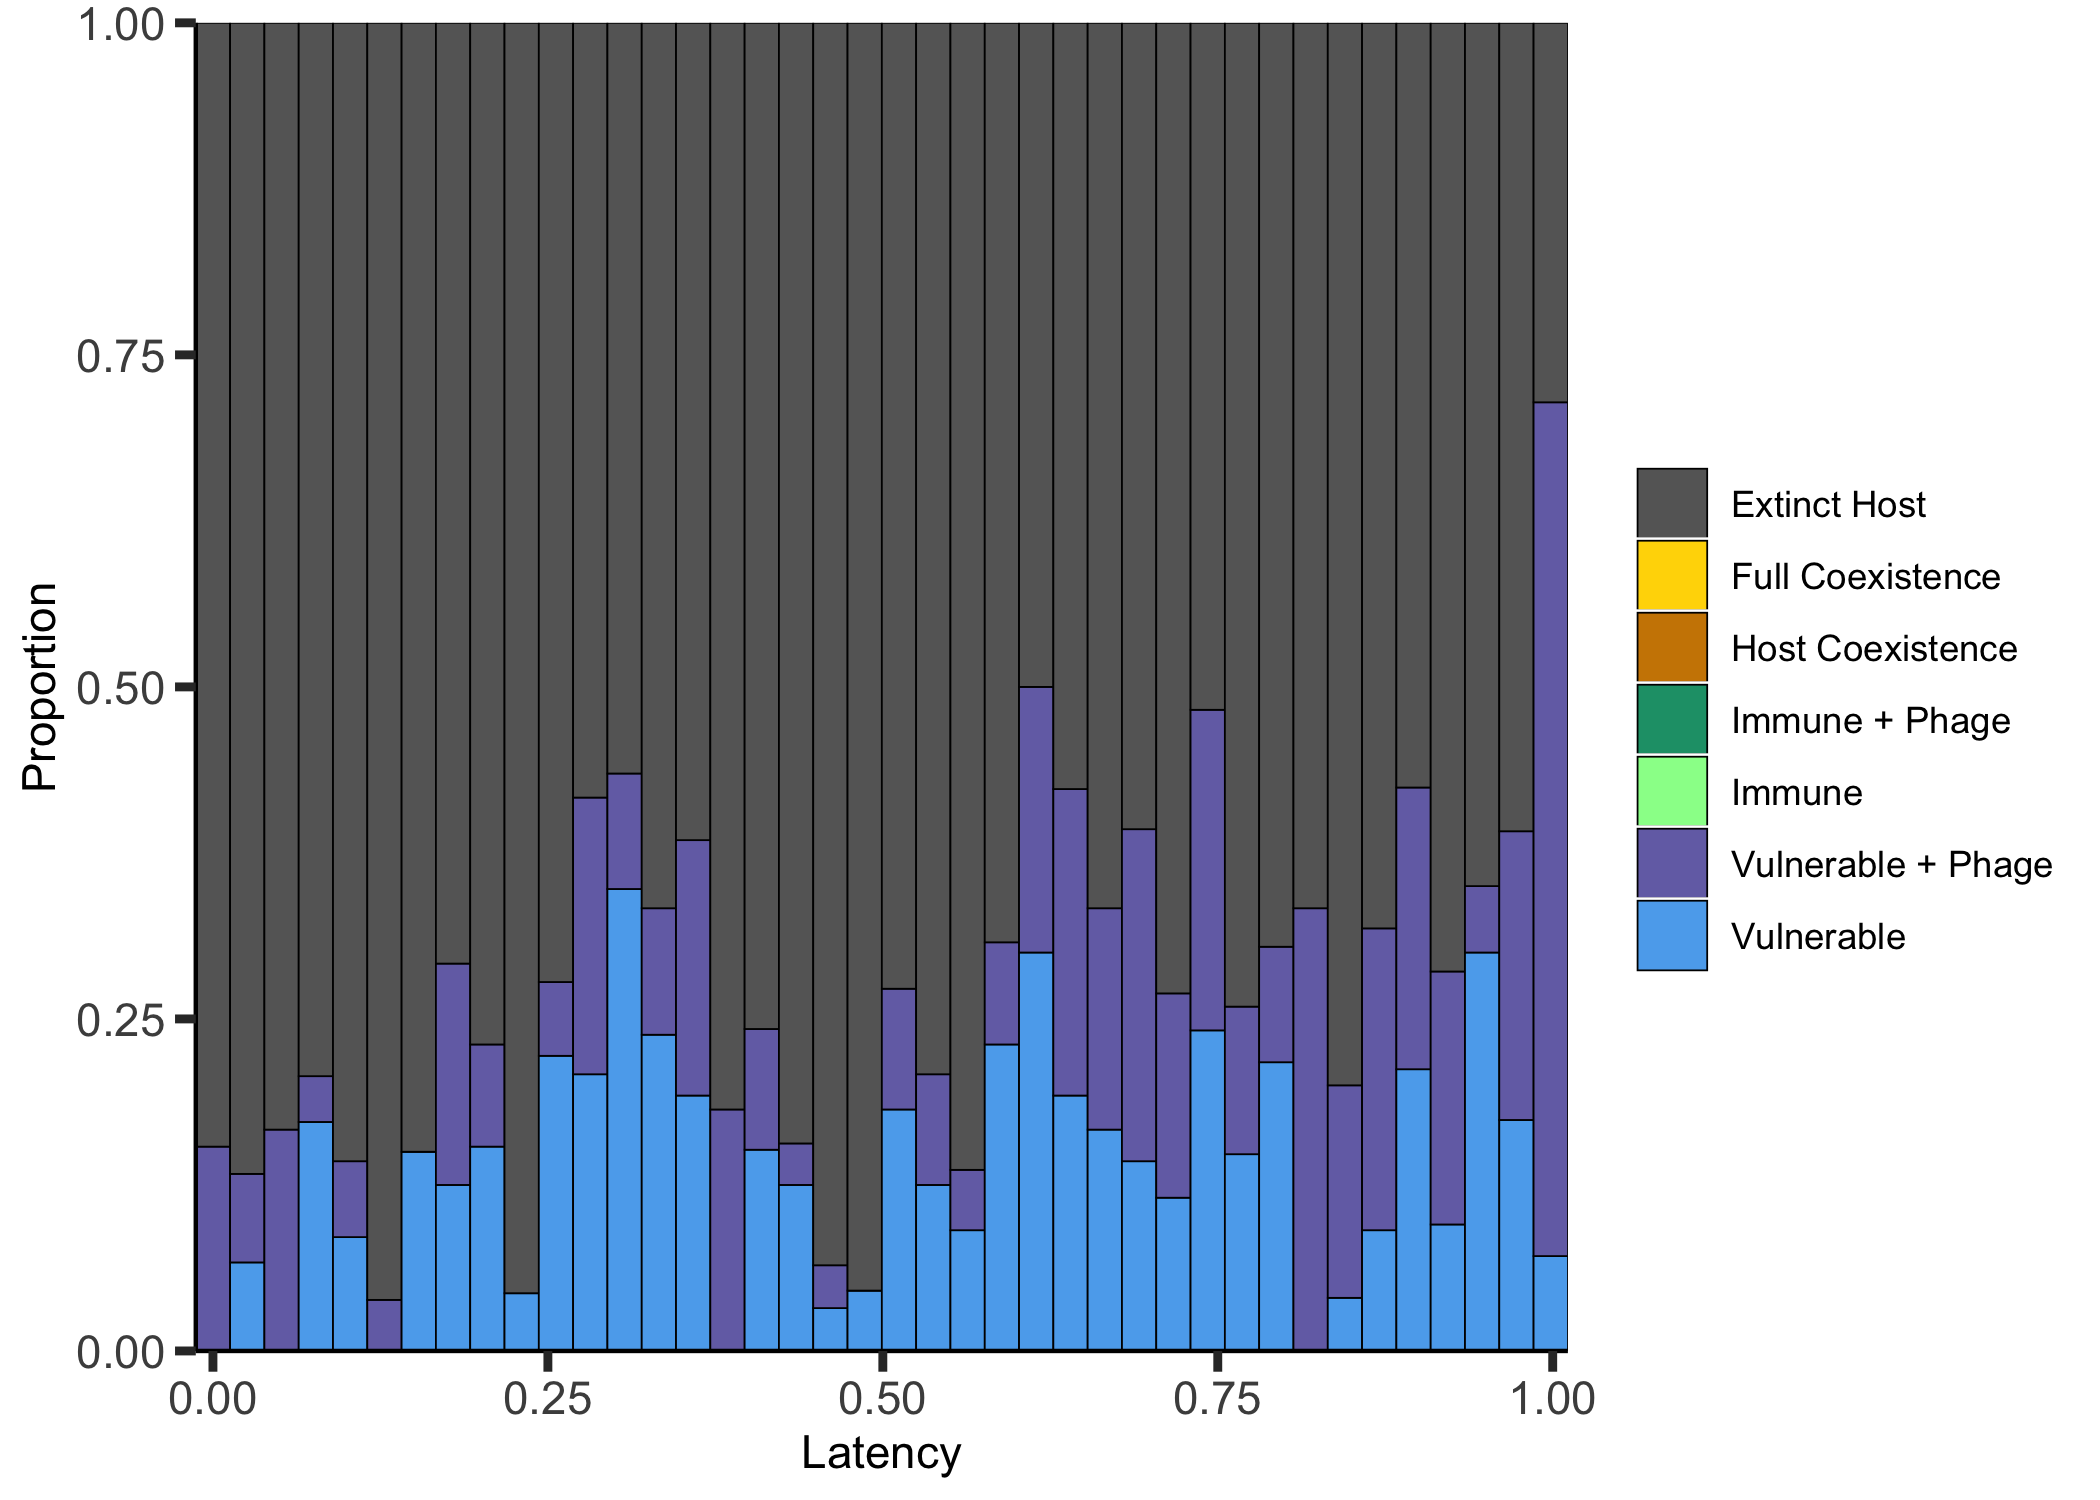 1.00
0.75
0.50
0.25
0.00
Proportion
0.00 0.25 0.50 0.75 1.00
Latency
Extinct Host
Full Coexistence
Host Coexistence
Immune + Phage
Immune
Vulnerable + Phage
Vulnerable